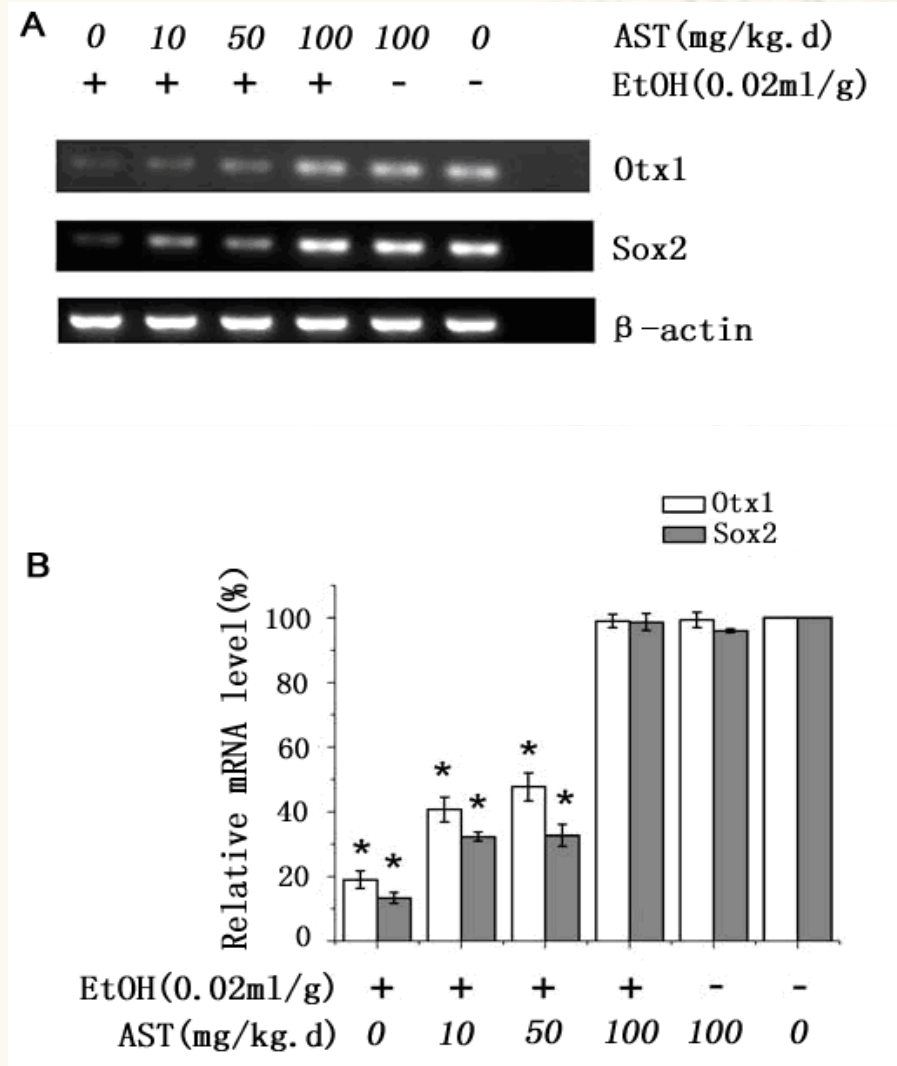 A
0 10 50 100 100 0 AST(mg/kg.d)
+ + + + - - EtOH(0.02ml/g)
Otx1
Sox2
β-actin
Otx1
Sox2
B
Relative mRNA level(%)
100
80
60
40
20
0
* * * * * *
EtOH(0.02ml/g) + + + + - -
AST(mg/kg.d) 0 10 50 100 100 0